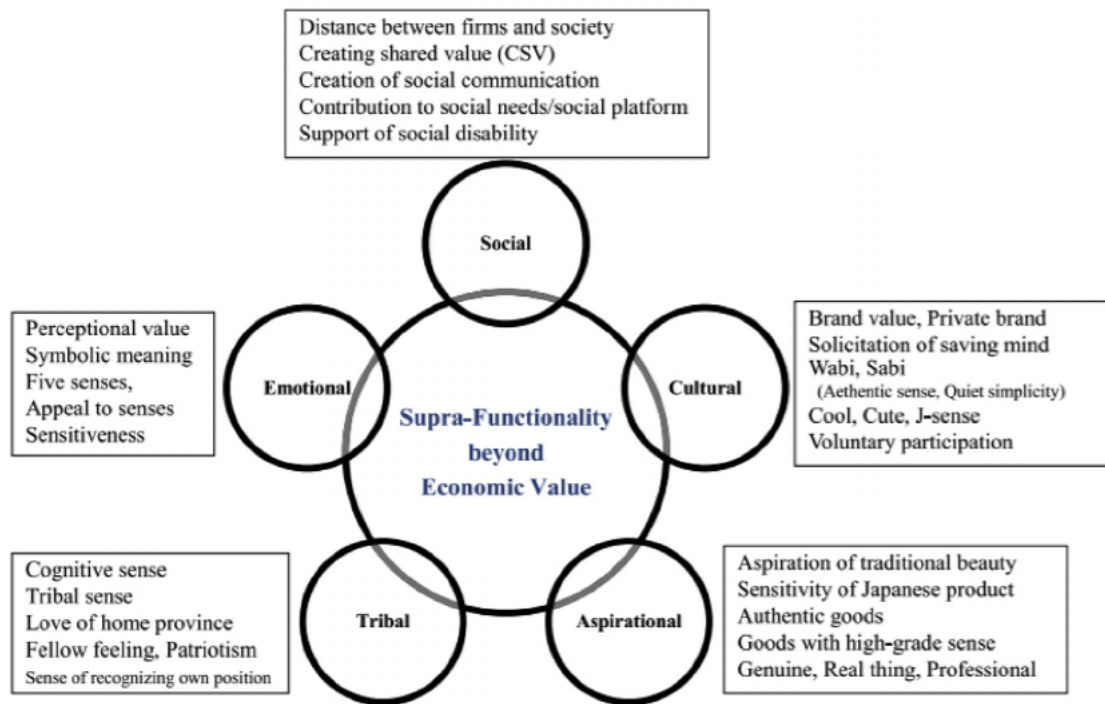 Distance between firms and society
Creating shared value (CSV)
Creation of social communication
Contribution to social needs/social platform
Support of social disability
Social
Perceptional value
Symbolic meaning
Five senses,
Appeal to senses
Sensitiveness
Emotional
Cultural
Brand value, Private brand
Solicitation of saving mind
Wabi, Sabi
(Aethentic sense, Quiet simplicity)
Cool, Cute, J-sense
Voluntary participation
Supra-Functionality
beyond
Economic Value
Cognitive sense
Tribal sense
Love of home province
Fellow feeling, Patriotism
Sense of recognizing own position
Tribal
Aspirational
Aspiration of traditional beauty
Sensitivity of Japanese product
Authentic goods
Goods with high-grade sense
Genuine, Real thing, Professional